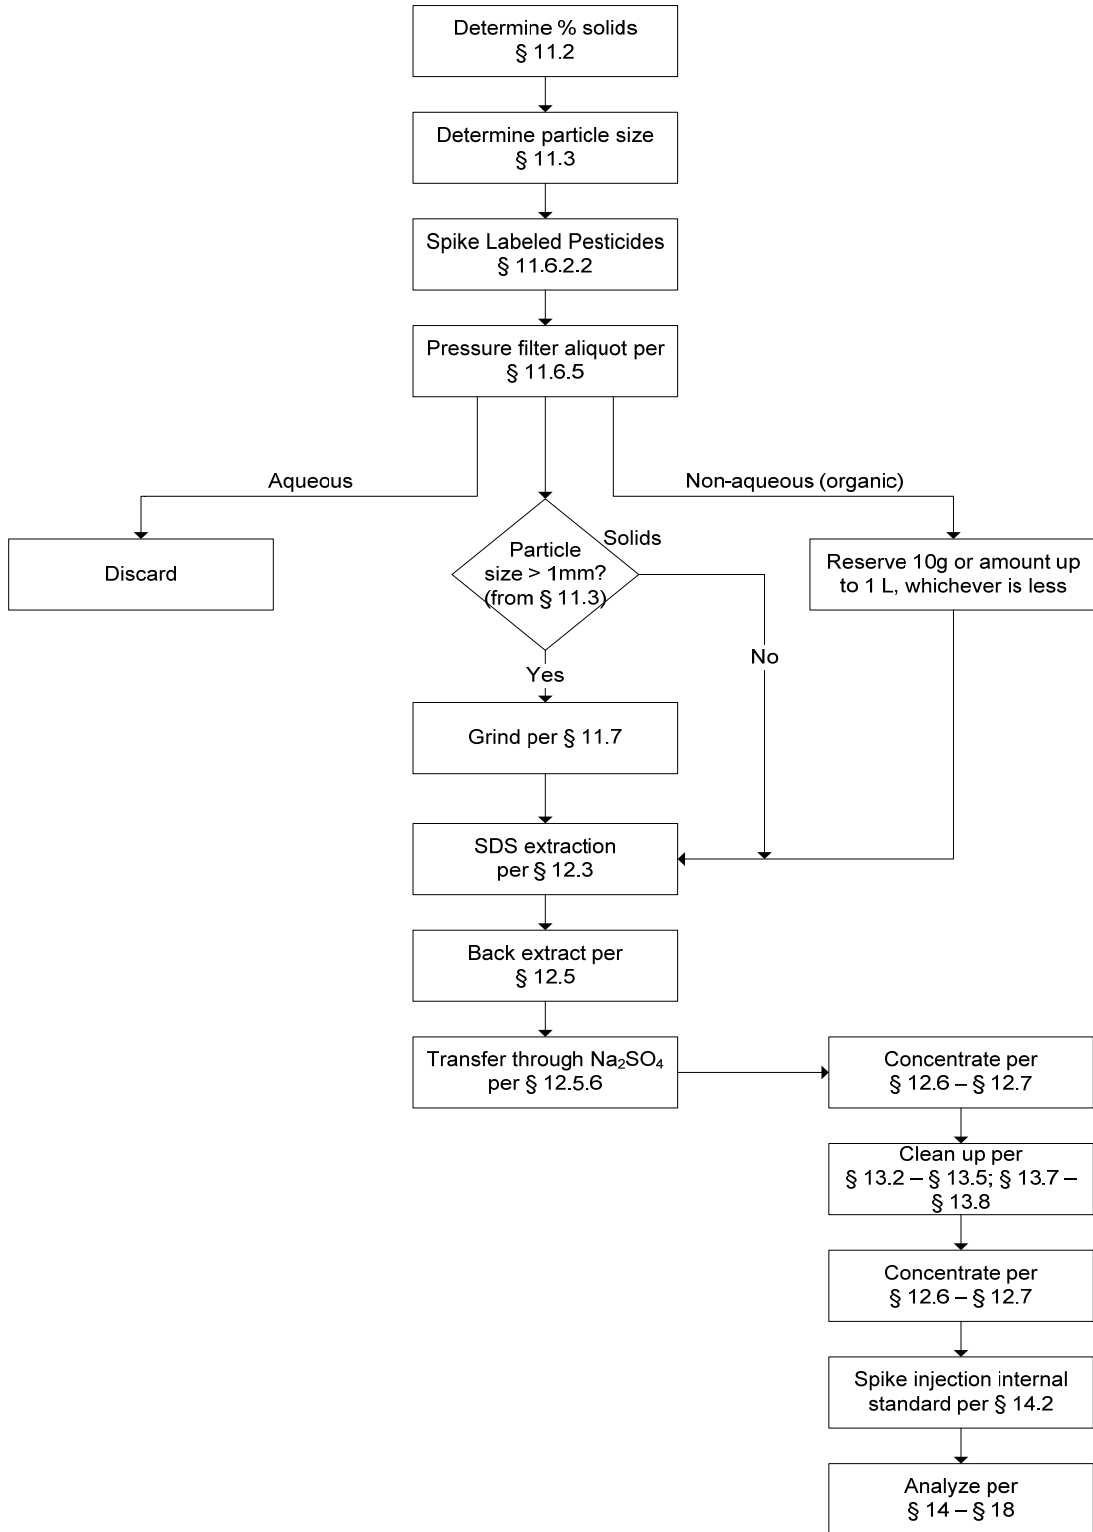 Determine % solids
§ 11.2
Determine particle size
§ 11.3
Spike Labeled Pesticides
§ 11.6.2.2
Pressure filter aliquot per
§ 11.6.5
Aqueous
Non-aqueous (organic)
Discard
Solids
Particle
size > 1mm?
(from § 11.3)
Reserve 10g or amount up
to 1 L, whichever is less
No
Yes
Grind per § 11.7
SDS extraction
per § 12.3
Back extract per
§ 12.5
Transfer through Na₂SO₄
per § 12.5.6
Concentrate per
§ 12.6 – § 12.7
Clean up per
§ 13.2 – § 13.5; § 13.7 –
§ 13.8
Concentrate per
§ 12.6 – § 12.7
Spike injection internal
standard per § 14.2
Analyze per
§ 14 – § 18